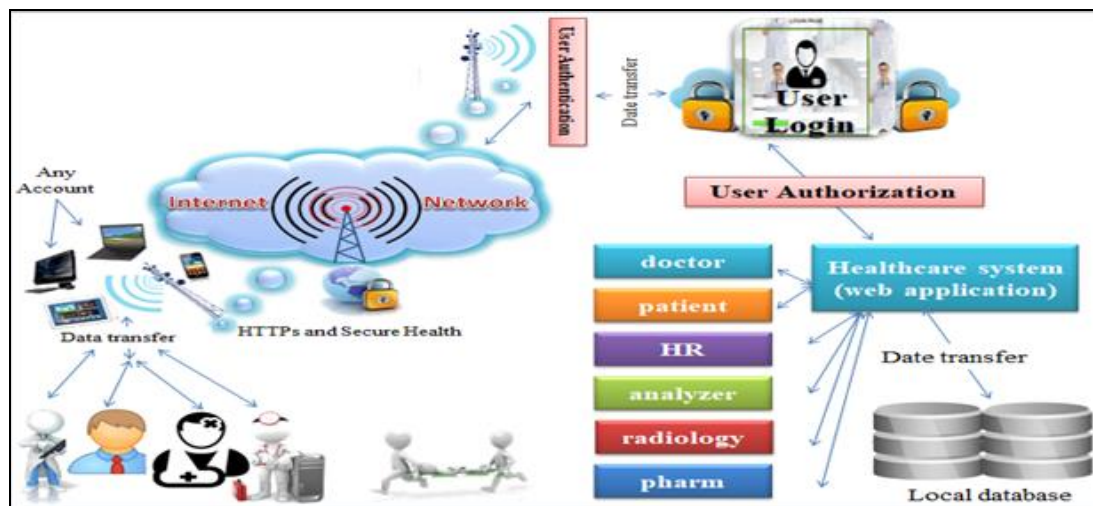 Any
Account
Internet Network
HTTPs and Secure Health
Data transfer
User Authentication
Date transfer
User
Login
User Authorization
Healthcare system
(web application)
doctor
patient
HR
analyzer
radiology
pharm
Date transfer
Local database